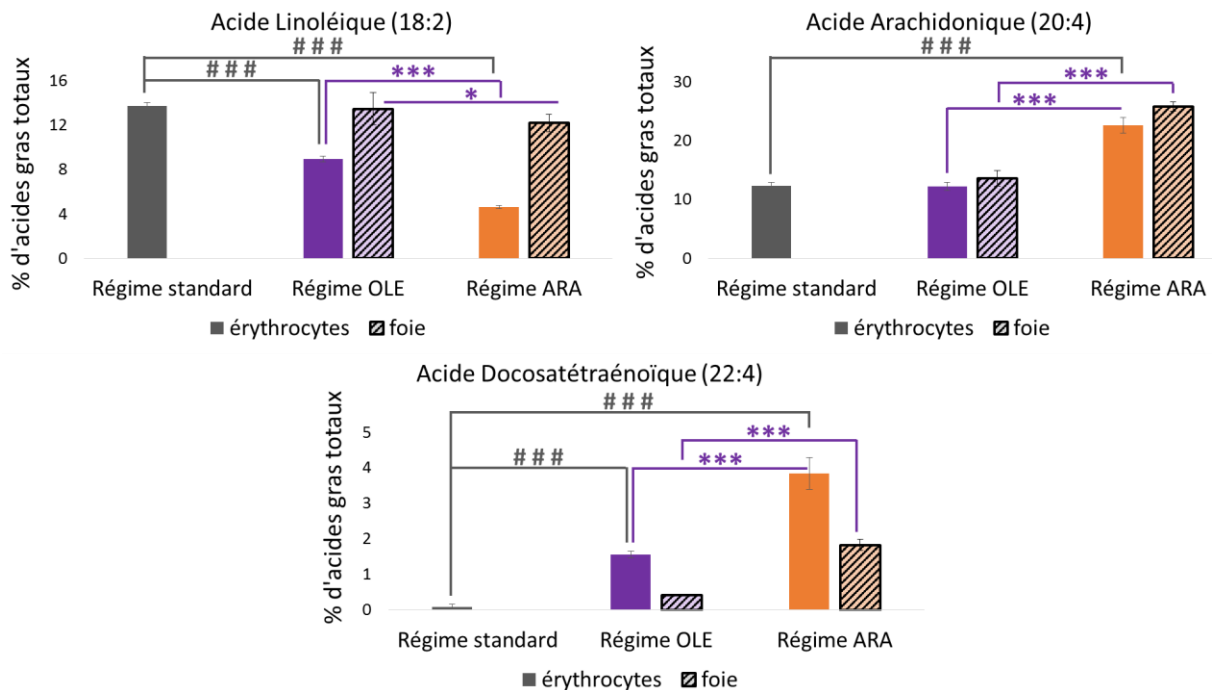 Acide Linoléique (18:2)
% d'acides gras totaux
# # #
# # #
***
*
16
12
8
4
0
Régime standard
Régime OLE
Régime ARA
érythrocytes
foie
Acide Arachidonique (20:4)
% d'acides gras totaux
# # #
***
***
30
20
10
0
Régime standard
Régime OLE
Régime ARA
érythrocytes
foie
Acide Docosatétraénoïque (22:4)
% d'acides gras totaux
# # #
***
# # #
***
5
4
3
2
1
0
Régime standard
Régime OLE
Régime ARA
érythrocytes
foie